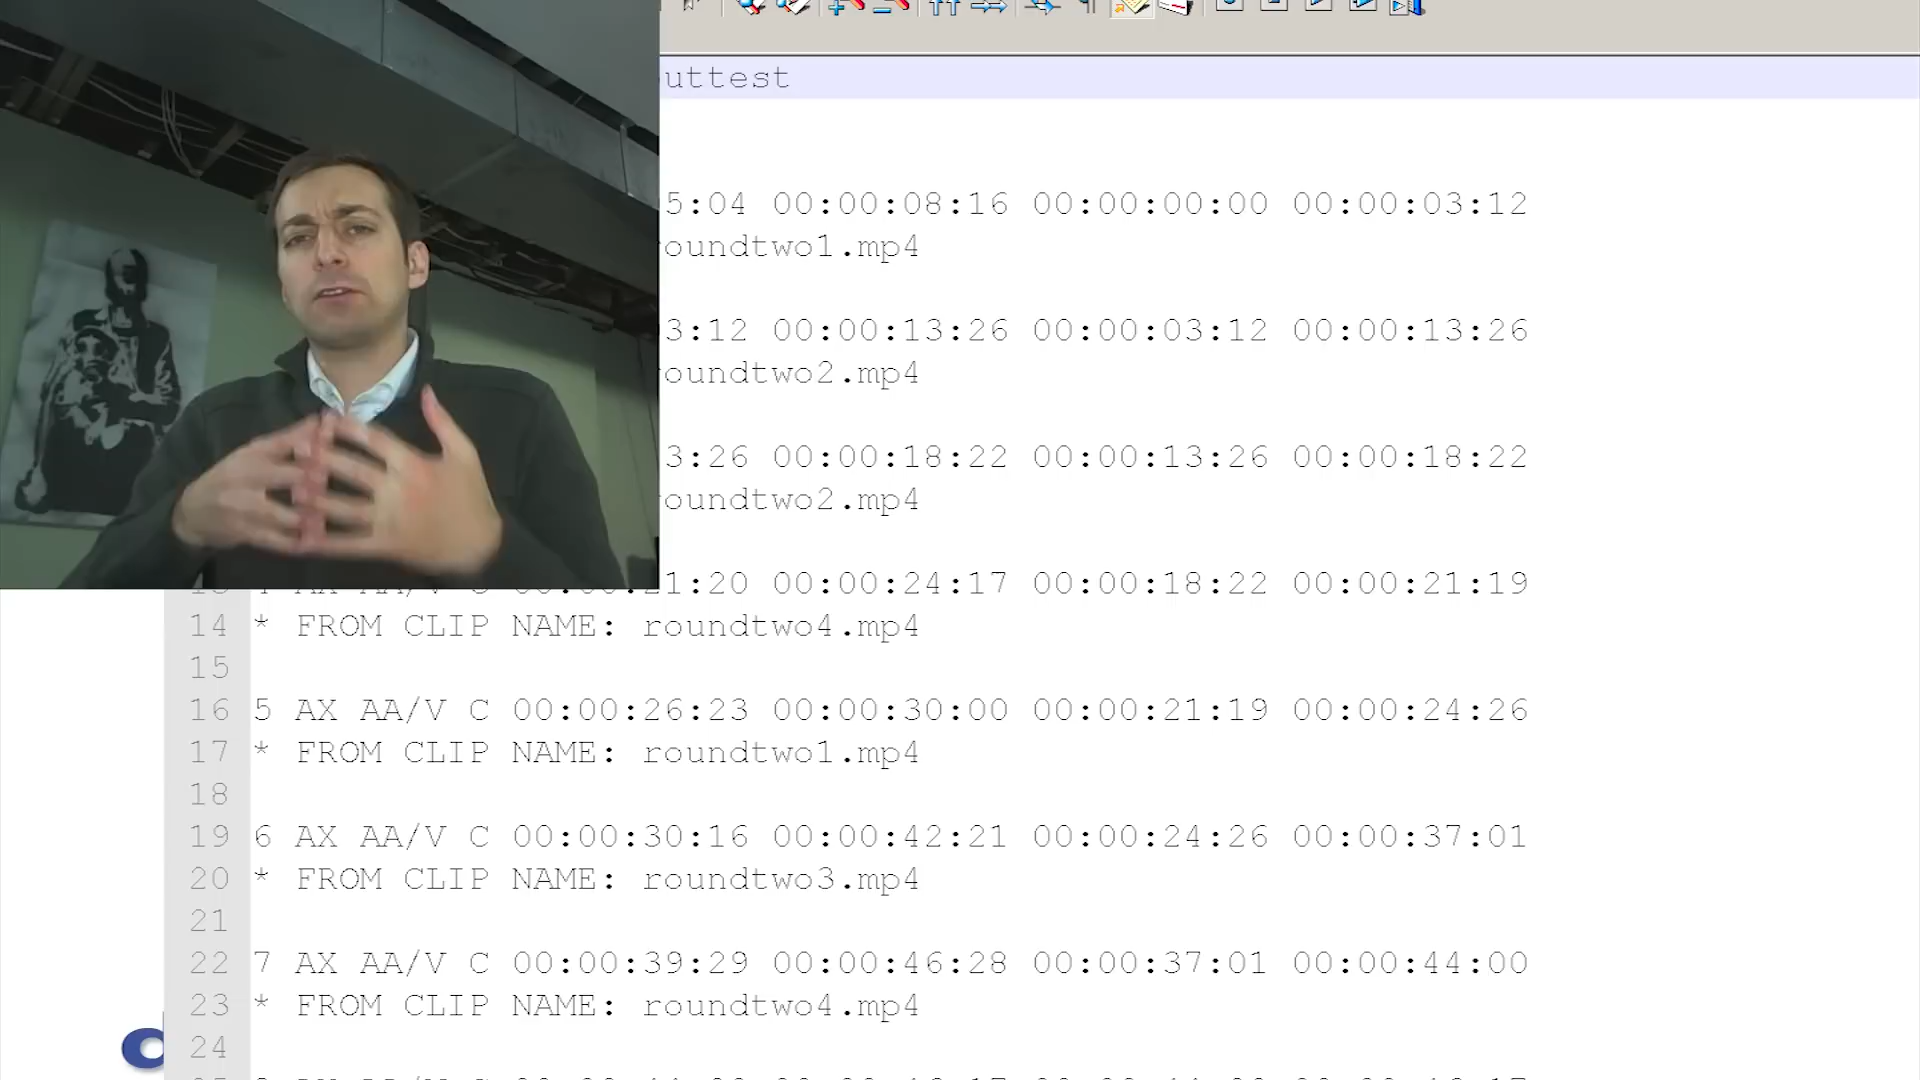 uttest
5:04 00:00:08:16 00:00:00:00 00:00:03:12
oundtwo1.mp4
3:12 00:00:13:26 00:00:03:12 00:00:13:26
oundtwo2.mp4
3:26 00:00:18:22 00:00:13:26 00:00:18:22
oundtwo2.mp4
1:20 00:00:24:17 00:00:18:22 00:00:21:19
14 * FROM CLIP NAME: roundtwo4.mp4
15
16 5 AX AA/V C 00:00:26:23 00:00:30:00 00:00:21:19 00:00:24:26
17 * FROM CLIP NAME: roundtwo1.mp4
18
19 6 AX AA/V C 00:00:30:16 00:00:42:21 00:00:24:26 00:00:37:01
20 * FROM CLIP NAME: roundtwo3.mp4
21
22 7 AX AA/V C 00:00:39:29 00:00:46:28 00:00:37:01 00:00:44:00
23 * FROM CLIP NAME: roundtwo4.mp4
24